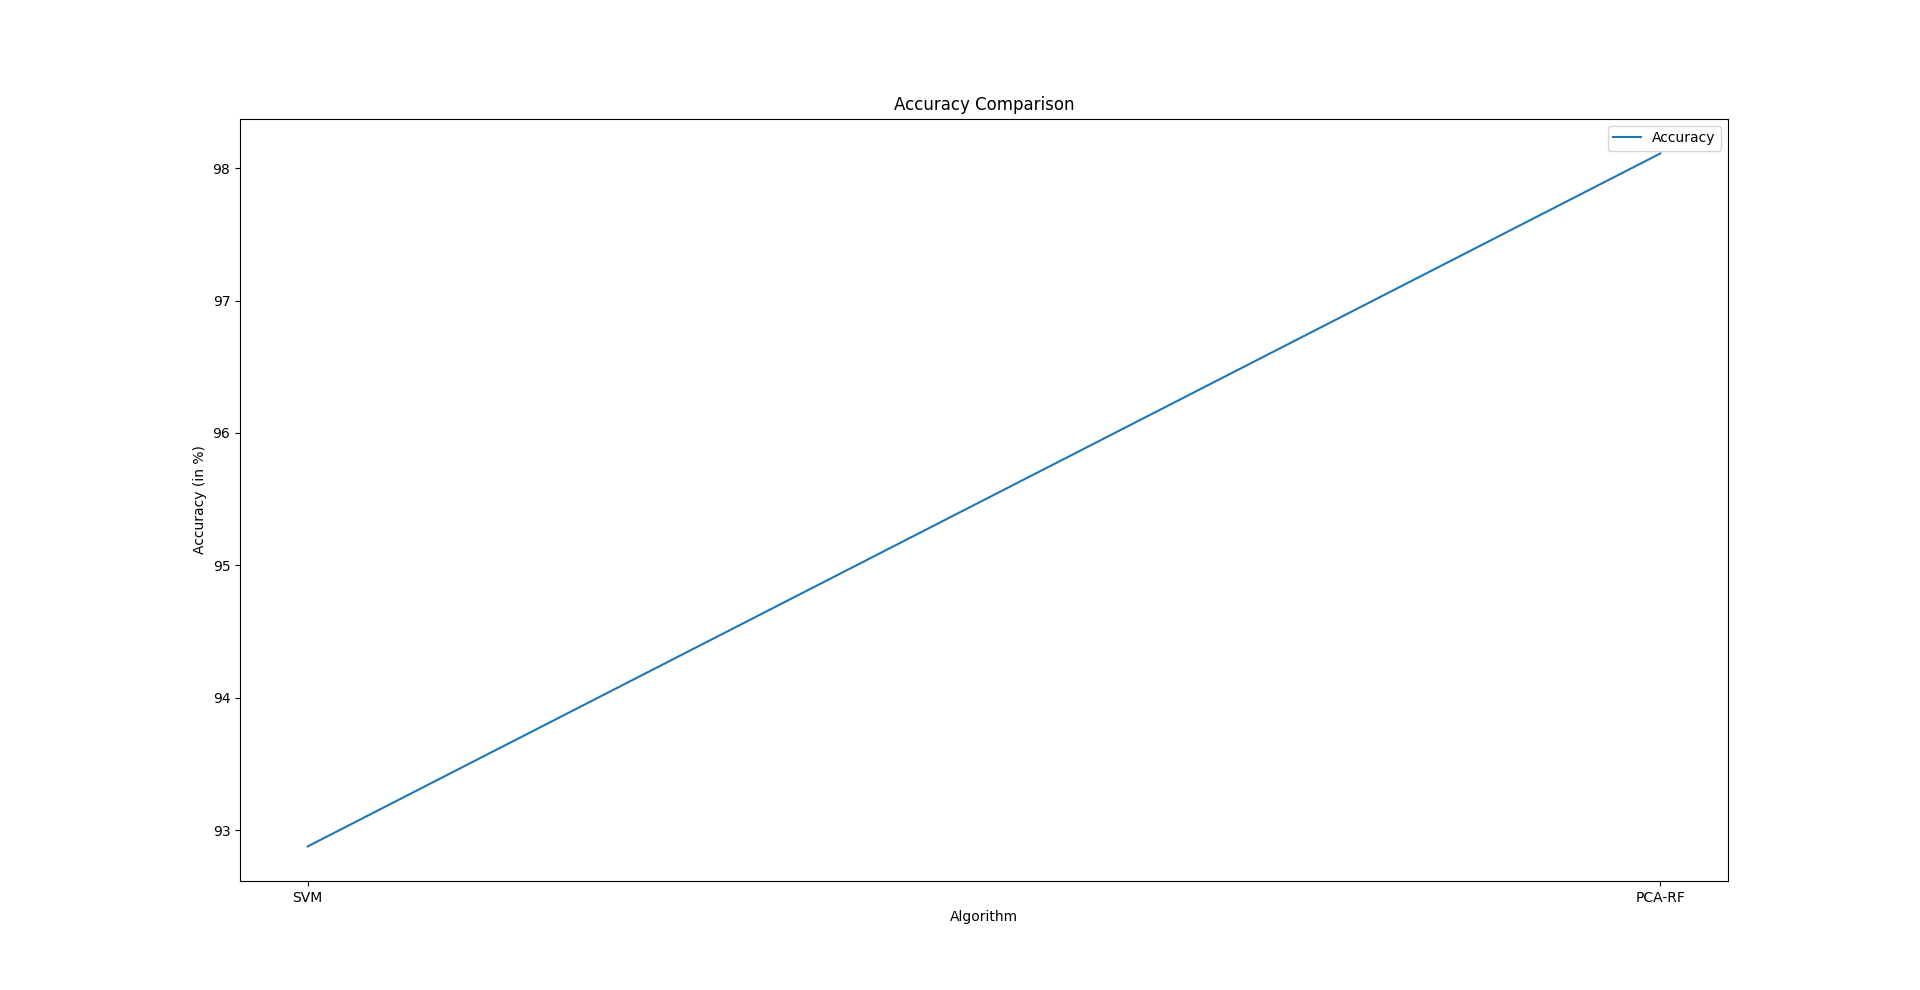 Accuracy Comparison
Accuracy
98
97
96
95
94
93
Accuracy (in %)
SVM
PCA-RF
Algorithm